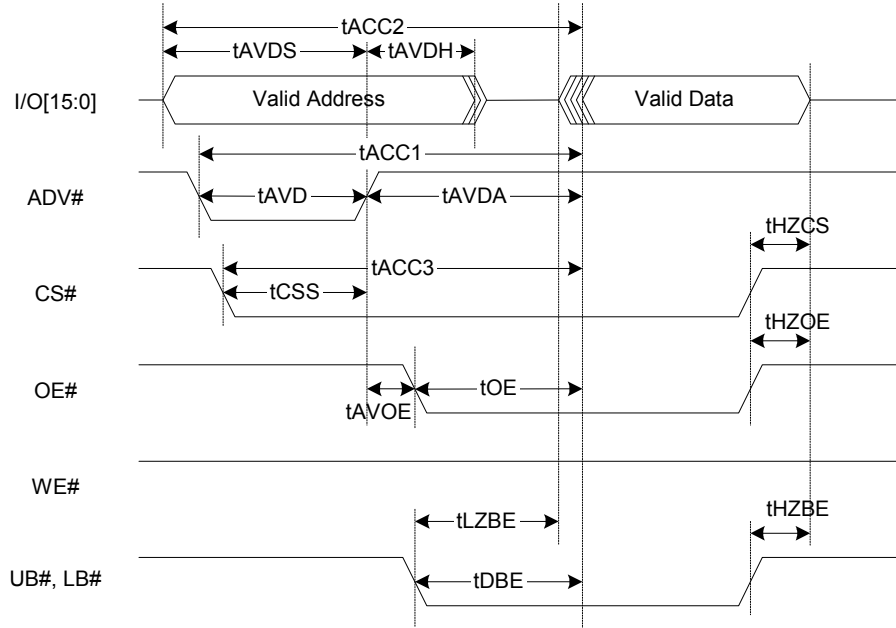 tACC2
tAVDS tAVDH
I/O[15:0] Valid Address Valid Data
tACC1
ADV# tAVD tAVDA
tHZCS
tACC3
CS# tCSS
tHZOE
OE# tOE
tAVOE
WE#
tLZBE tHZBE
UB#, LB# tDBE